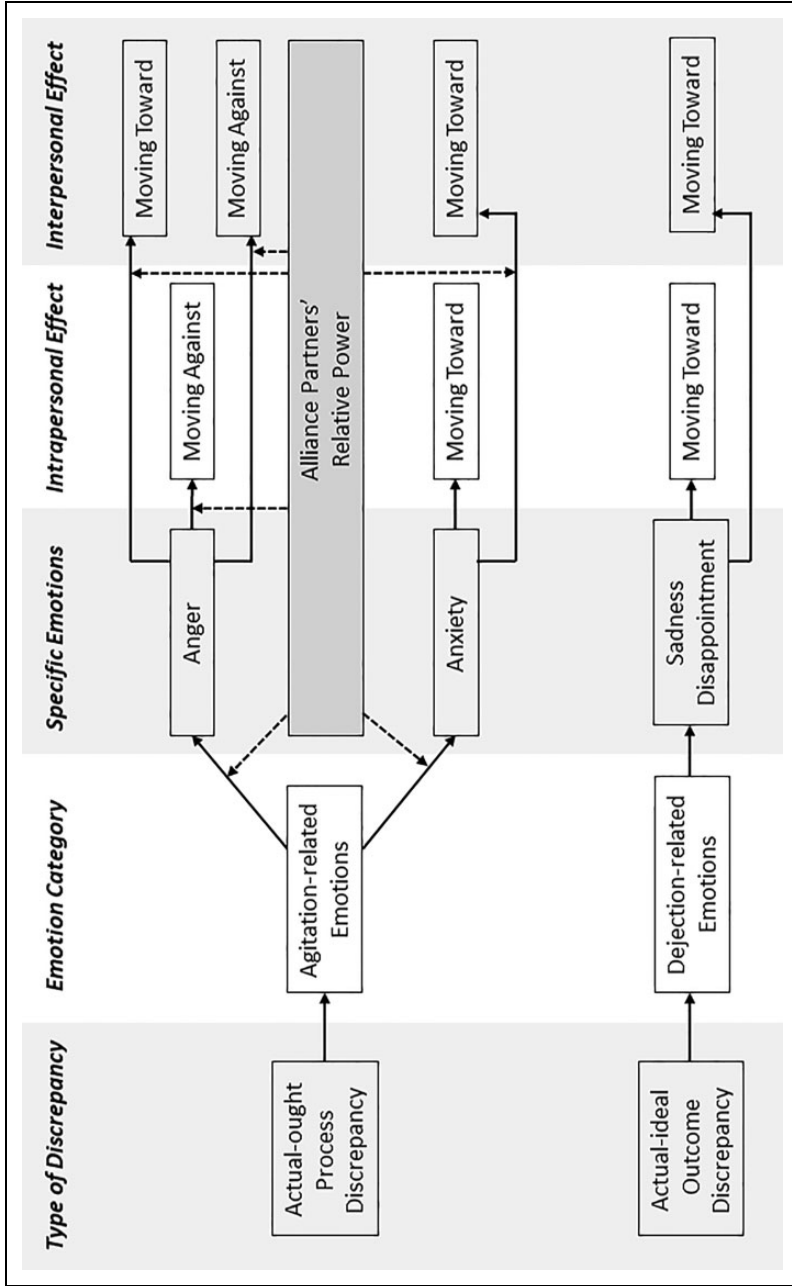 Type of Discrepancy
Emotion Category
Specific Emotions
Intrapersonal Effect
Interpersonal Effect
Actual-ought
Process
Discrepancy
Agitation-related
Emotions
Anger
Moving Against
Moving Toward
Moving Against
Alliance Partners’
Relative Power
Anxiety
Moving Toward
Moving Toward
Actual-ideal
Outcome
Discrepancy
Dejection-related
Emotions
Sadness
Disappointment
Moving Toward
Moving Toward